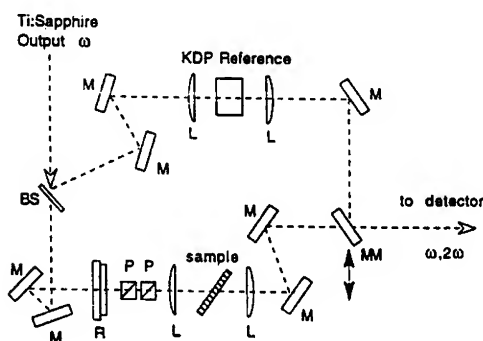 Ti:Sapphire
Output ω
KDP Reference
M
L
L
M
M
BS
to detector
ω,2ω
MM
M
sample
P P
M
M
R
L
L
M